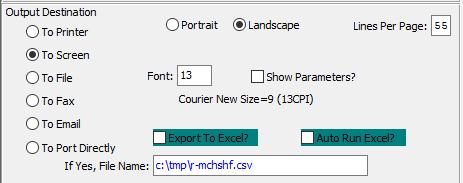 Output Destination
To Printer
Portrait
Landscape
Lines Per Page: 55
To Screen
To File
Font: 13
Show Parameters?
To Fax
Courier New Size=9 (13CPI)
To Email
Export To Excel?
Auto Run Excel?
To Port Directly
If Yes, File Name: c:\tmp\r-mchshf.csv